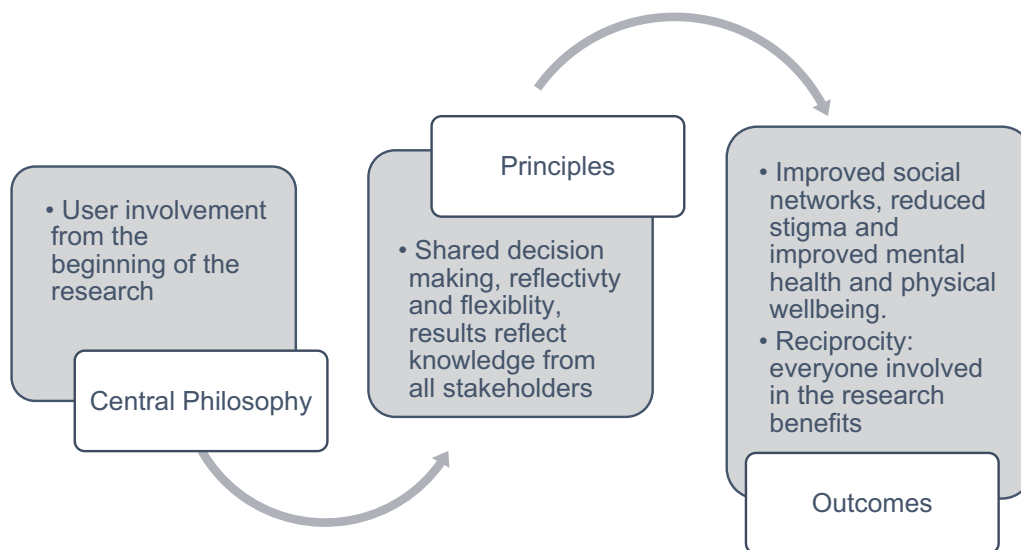 • User involvement
from the
beginning of the
research
Central Philosophy
Principles
• Shared decision
making, reflectivty
and flexiblity,
results reflect
knowledge from
all stakeholders
• Improved social
networks, reduced
stigma and
improved mental
health and physical
wellbeing.
• Reciprocity:
everyone involved
in the research
benefits
Outcomes